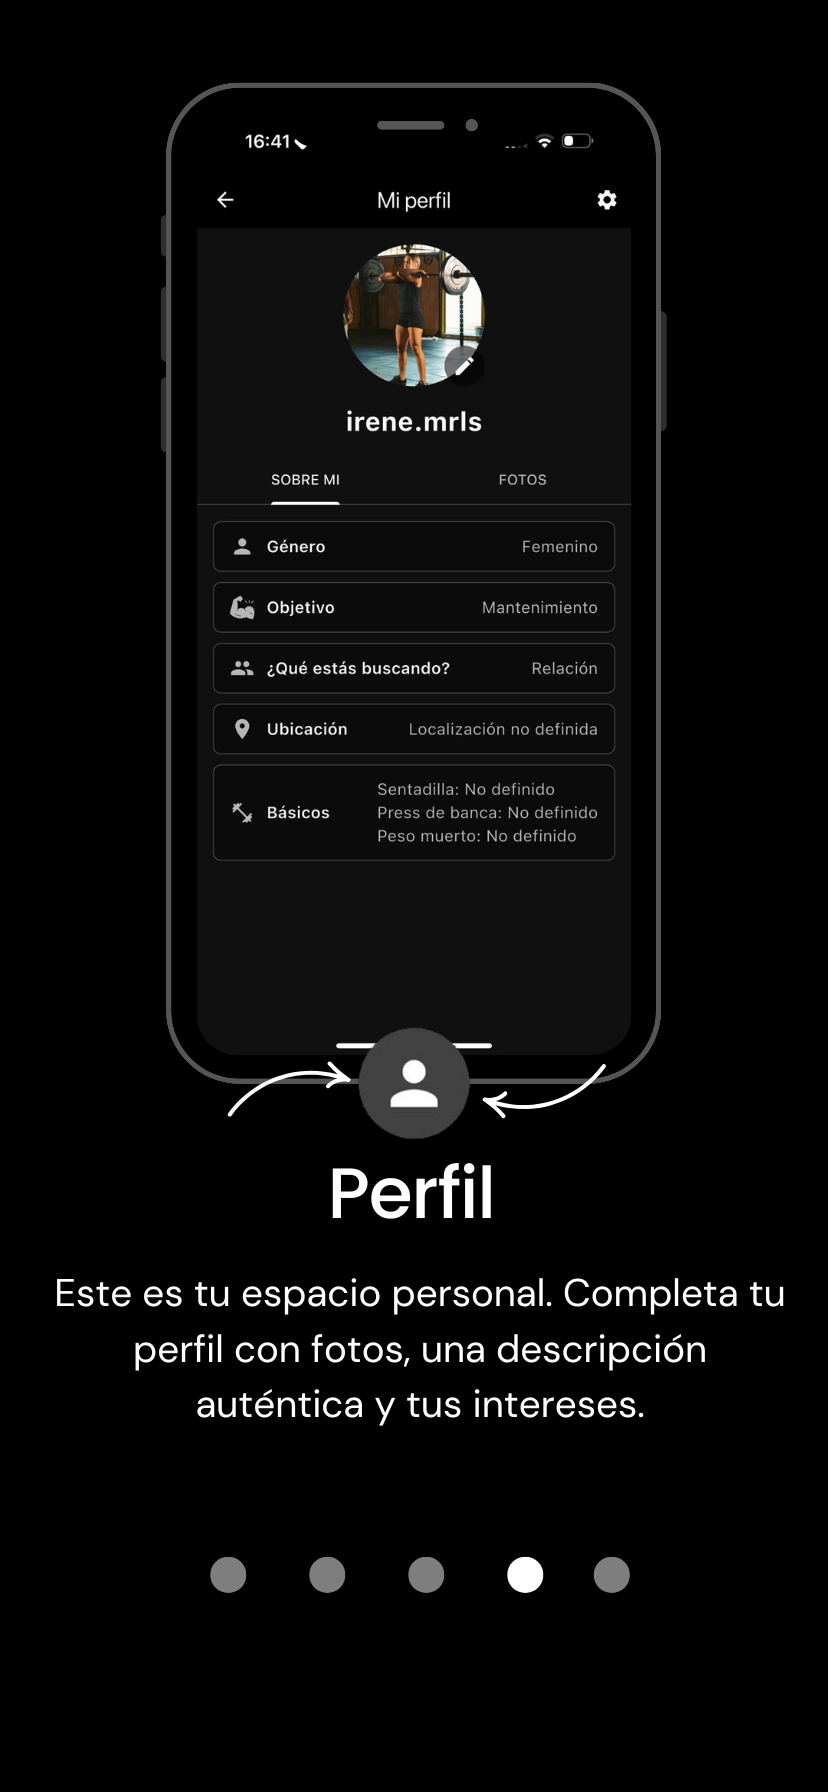 16:41
Mi perfil
irene.mrls
SOBRE MI
FOTOS
Género
Femenino
Objetivo
Mantenimiento
¿Qué estás buscando?
Relación
Ubicación
Localización no definida
Básicos
Sentadilla: No definido
Press de banca: No definido
Peso muerto: No definido
Perfil
Este es tu espacio personal. Completa tu
perfil con fotos, una descripción
auténtica y tus intereses.